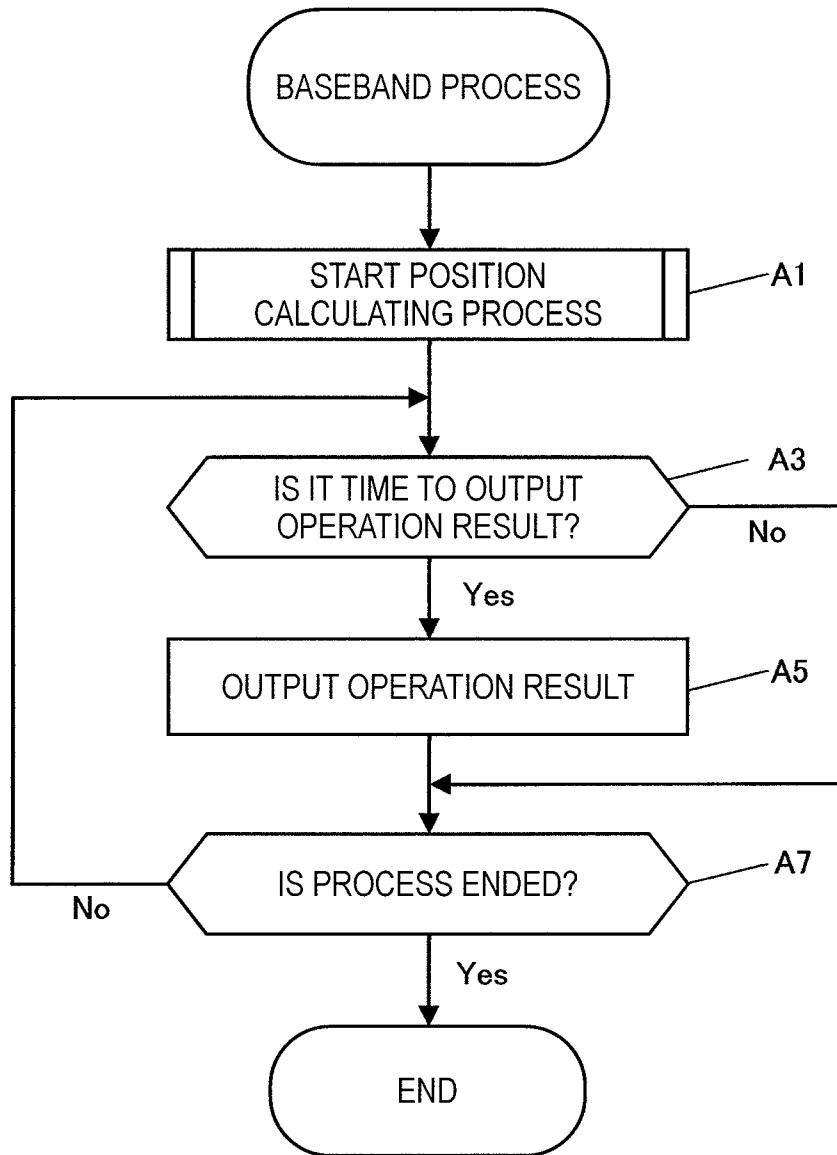 BASEBAND PROCESS
START POSITION
CALCULATING PROCESS
A1
IS IT TIME TO OUTPUT
OPERATION RESULT?
A3
No
Yes
OUTPUT OPERATION RESULT
A5
IS PROCESS ENDED?
A7
No
Yes
END